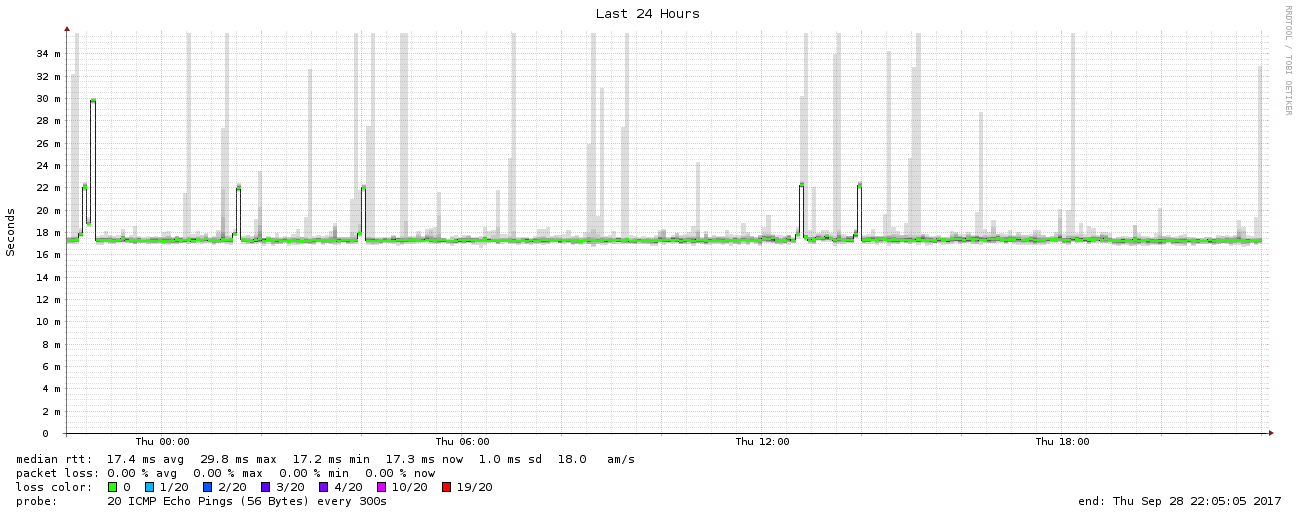 Last 24 Hours
RRDTOOL / TOBI OETIKER
Seconds
34 m
32 m
30 m
28 m
26 m
24 m
22 m
20 m
18 m
16 m
14 m
12 m
10 m
8 m
6 m
4 m
2 m
0
Thu 00:00 Thu 06:00 Thu 12:00 Thu 18:00
median rtt: 17.4 ms avg 29.8 ms max 17.2 ms min 17.3 ms now 1.0 ms sd 18.0 am/s
packet loss: 0.00 % avg 0.00 % max 0.00 % min 0.00 % now
loss color: 0 1/20 2/20 3/20 4/20 10/20 19/20
probe: 20 ICMP Echo Pings (56 Bytes) every 300s end: Thu Sep 28 22:05:05 2017